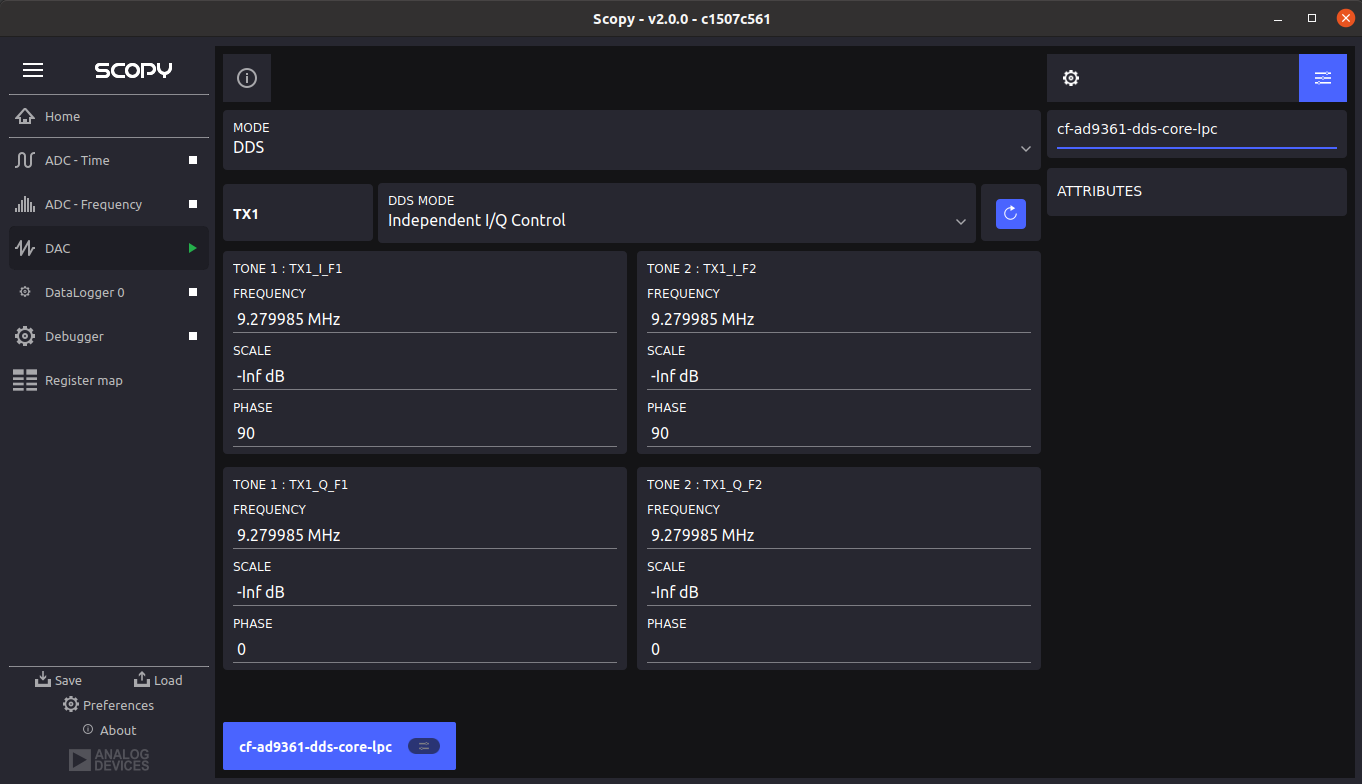 Scopy - v2.0.0 - c1507c561
SCOPY
Home
ADC - Time
ADC - Frequency
DAC
DataLogger 0
Debugger
Register map
Save
Load
Preferences
About
ANALOG
DEVICES
MODE
DDS
TX1
DDS MODE
Independent I/Q Control
TONE 1 : TX1_I_F1
FREQUENCY
9.279985 MHz
SCALE
-Inf dB
PHASE
90
TONE 2 : TX1_I_F2
FREQUENCY
9.279985 MHz
SCALE
-Inf dB
PHASE
90
TONE 1 : TX1_Q_F1
FREQUENCY
9.279985 MHz
SCALE
-Inf dB
PHASE
0
TONE 2 : TX1_Q_F2
FREQUENCY
9.279985 MHz
SCALE
-Inf dB
PHASE
0
cf-ad9361-dds-core-lpc
cf-ad9361-dds-core-lpc
ATTRIBUTES